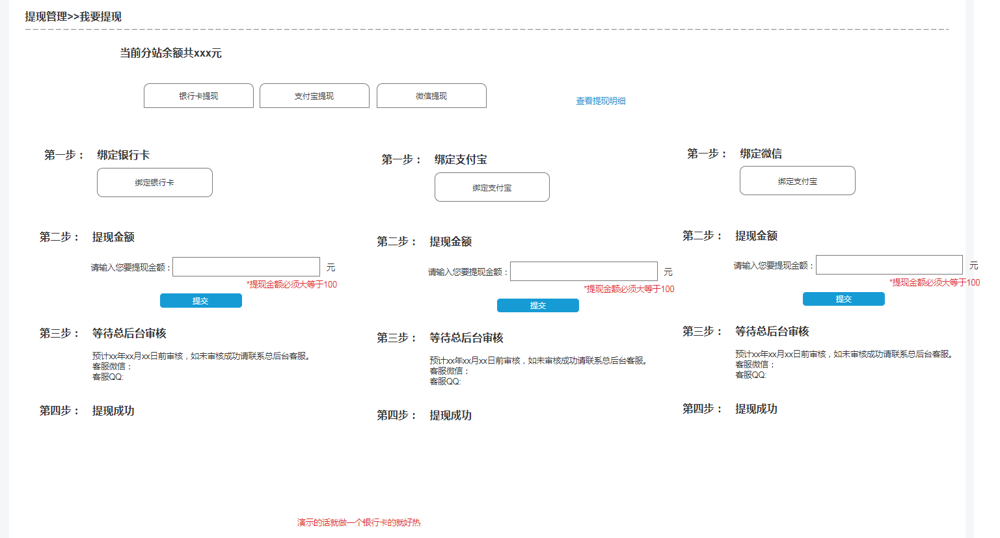 提现管理>>我要提现
当前分站余额共xxx元
银行卡提现
支付宝提现
微信提现
查看提现明细
第一步： 绑定银行卡
绑定银行卡
第二步： 提现金额
请输入您要提现金额： 元
*提现金额必须大等于100
提交
第三步： 等待总后台审核
预计xx年xx月xx日前审核，如未审核成功请联系总后台客服。
客服微信：
客服QQ:
第四步： 提现成功
第一步： 绑定支付宝
绑定支付宝
第二步： 提现金额
请输入您要提现金额： 元
*提现金额必须大等于100
提交
第三步： 等待总后台审核
预计xx年xx月xx日前审核，如未审核成功请联系总后台客服。
客服微信：
客服QQ:
第四步： 提现成功
第一步： 绑定微信
绑定支付宝
第二步： 提现金额
请输入您要提现金额： 元
*提现金额必须大等于100
提交
第三步： 等待总后台审核
预计xx年xx月xx日前审核，如未审核成功请联系总后台客服。
客服微信：
客服QQ:
第四步： 提现成功
演示的话就做一个银行卡的就好热